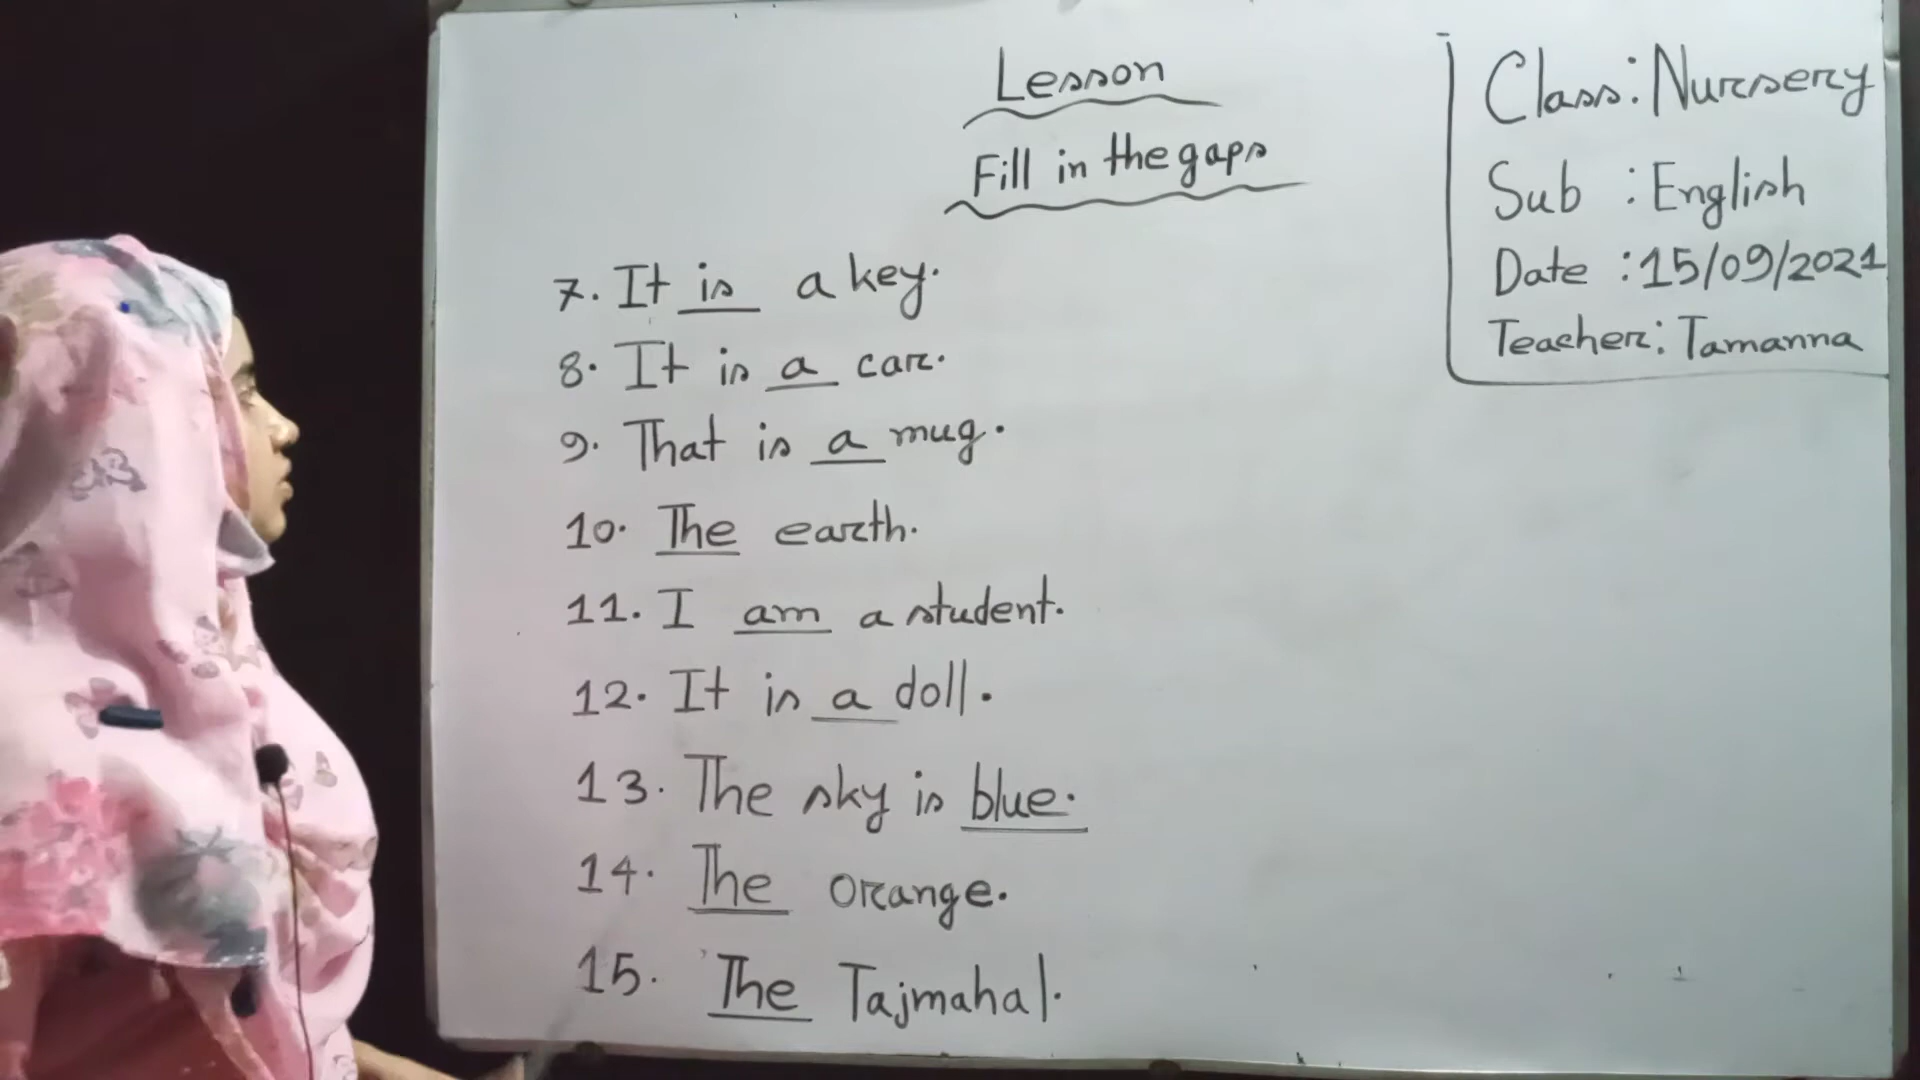 Lesson
Fill in the gaps
Class: Nursery
Sub : English
Date : 15/09/2021
Teacher: Tamanna
7. It is a key.
8. It is a car.
9. That is a mug.
10. The earth.
11. I am a student.
12. It is a doll.
13. The sky is blue.
14. The orange.
15. The Tajmahal.